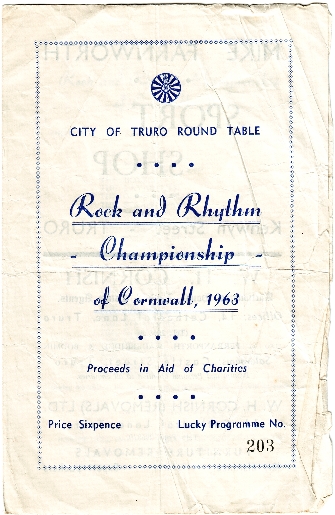 CITY OF TRURO ROUND TABLE
Rock and Rhythm
- Championship -
of Cornwall, 1963
Proceeds in Aid of Charities
Price Sixpence Lucky Programme No.
203